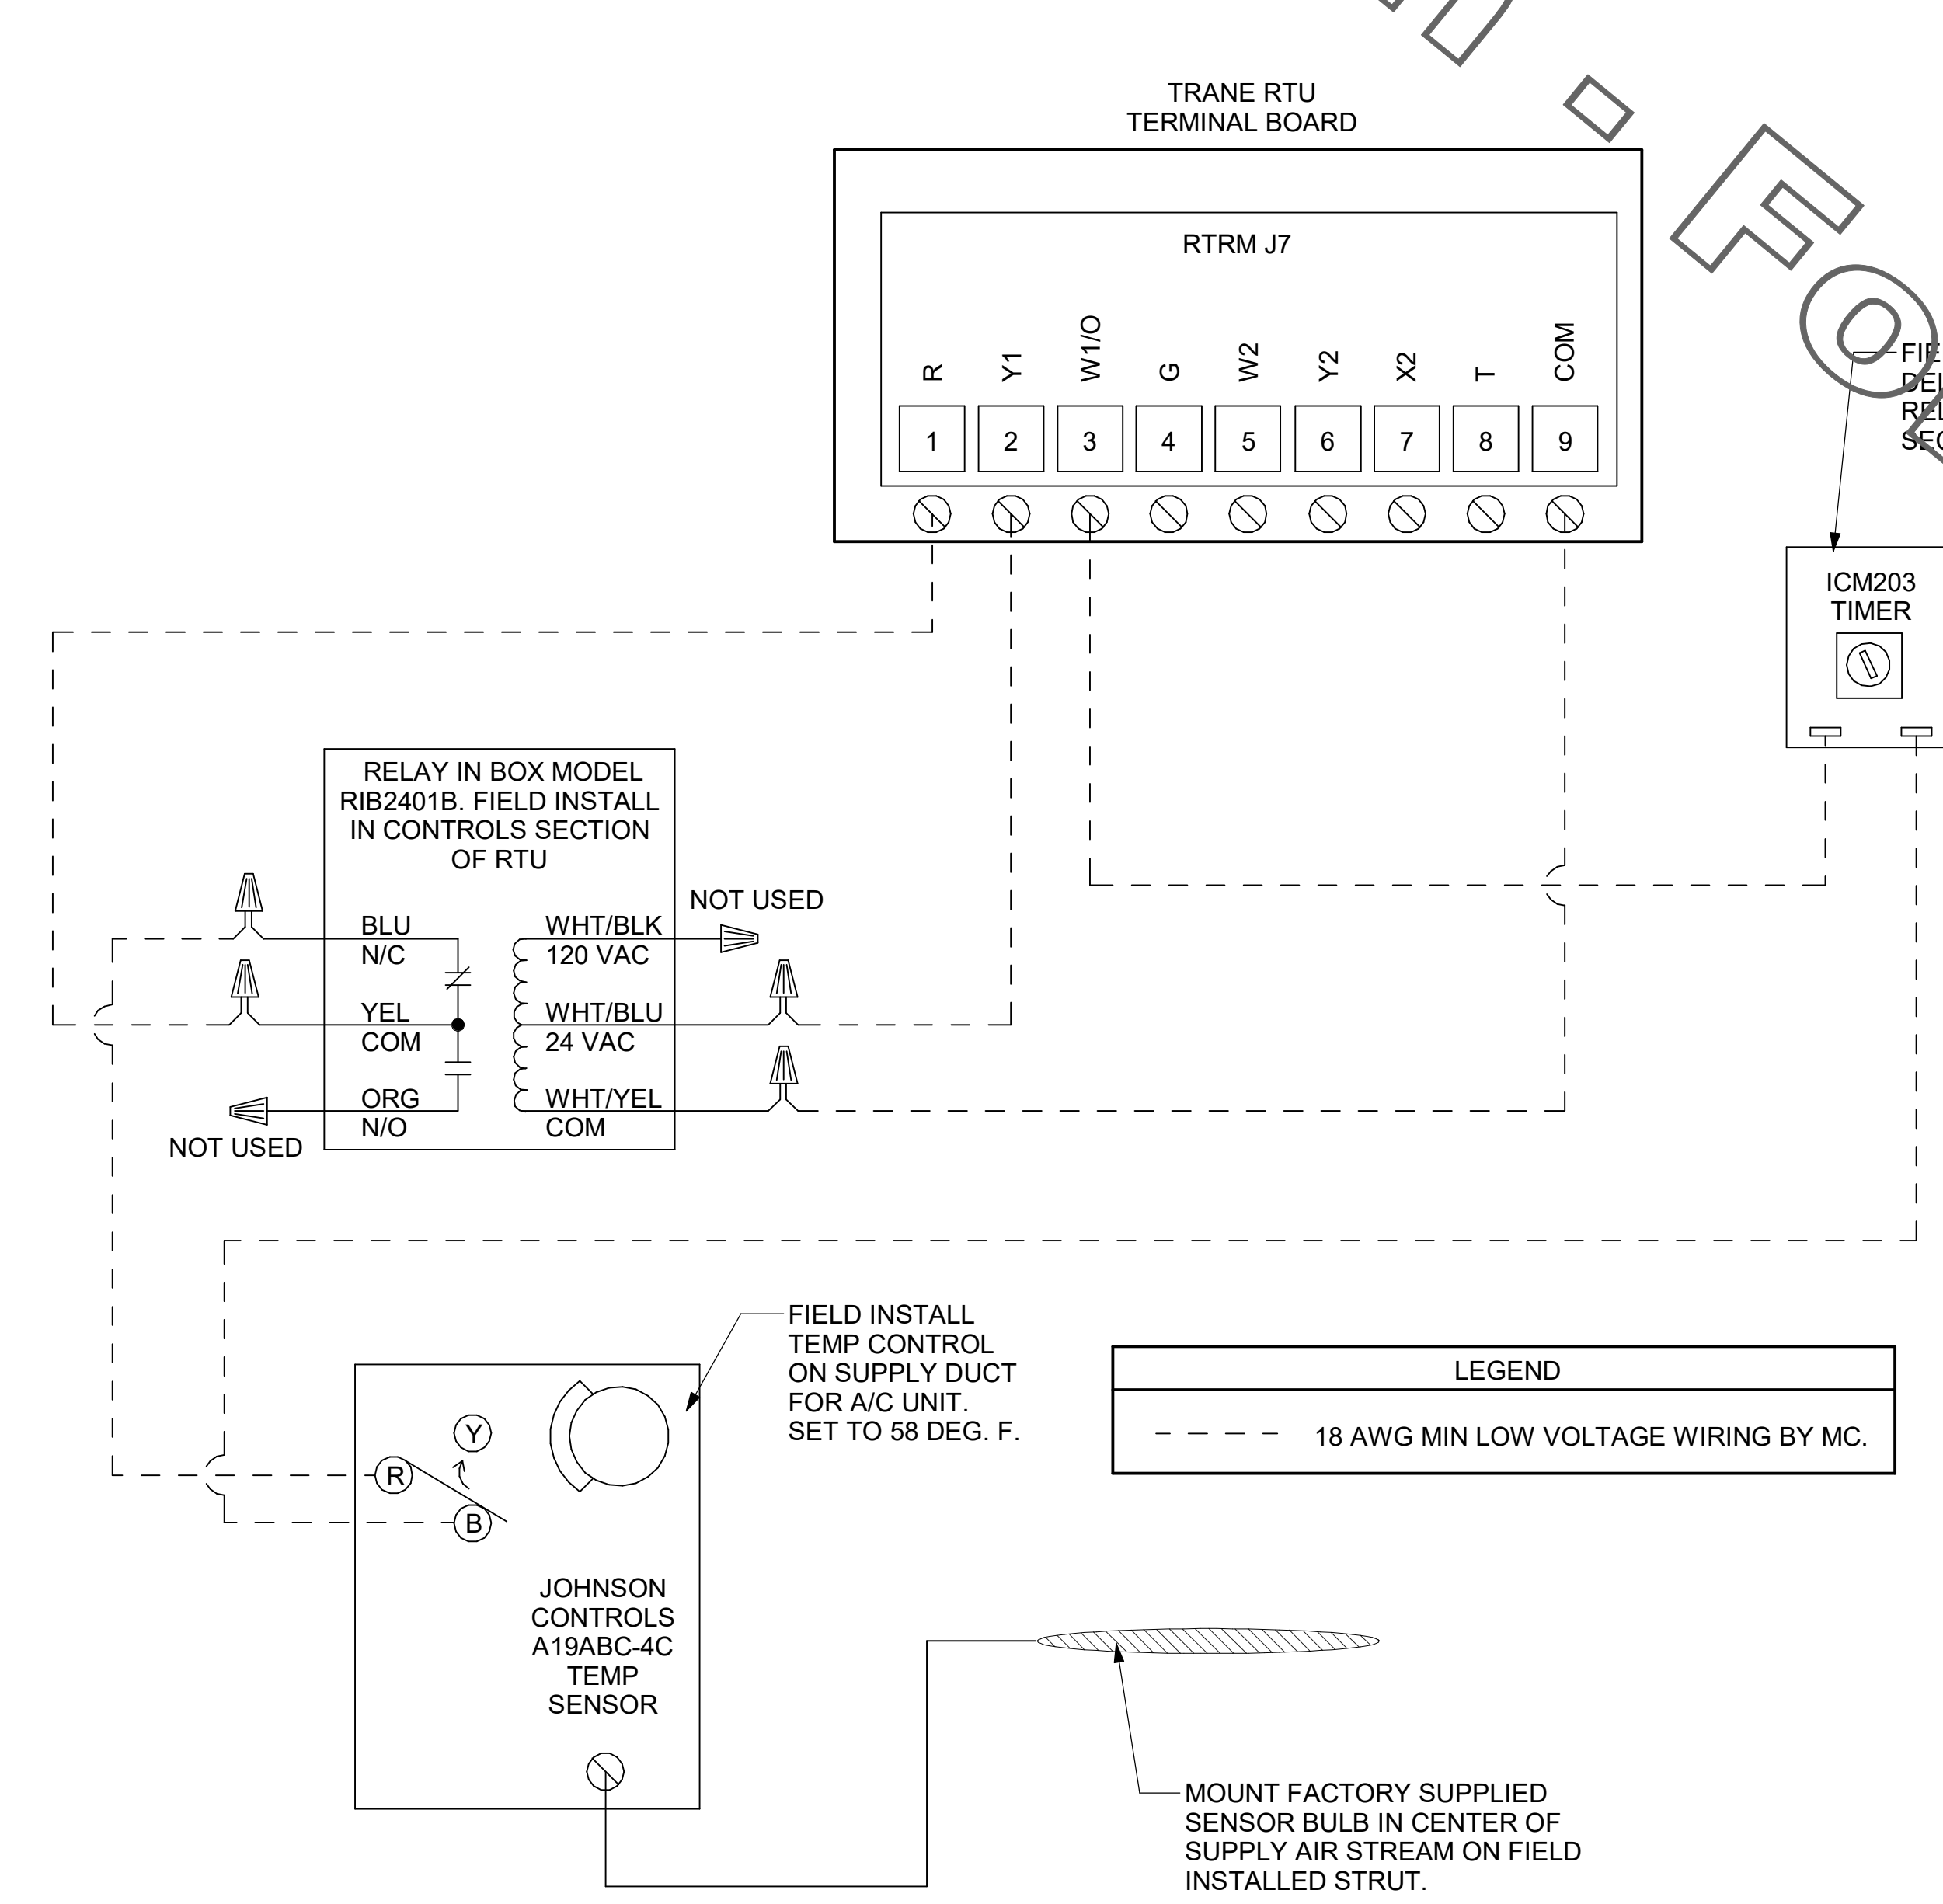 TRANE RTU
TERMINAL BOARD
RTRM J7
R
Y1
W1/O
G
W2
Y2
X2
T
COM
1
2
3
4
5
6
7
8
9
ICM203
TIMER
RELAY IN BOX MODEL
RIB2401B. FIELD INSTALL
IN CONTROLS SECTION
OF RTU
BLU
N/C
YEL
COM
ORG
N/O
WHT/BLK
120 VAC
WHT/BLU
24 VAC
WHT/YEL
COM
NOT USED
NOT USED
FIELD INSTALL
TEMP CONTROL
ON SUPPLY DUCT
FOR A/C UNIT.
SET TO 58 DEG. F.
LEGEND
18 AWG MIN LOW VOLTAGE WIRING BY MC.
Y
R
B
JOHNSON
CONTROLS
A19ABC-4C
TEMP
SENSOR
MOUNT FACTORY SUPPLIED
SENSOR BULB IN CENTER OF
SUPPLY AIR STREAM ON FIELD
INSTALLED STRUT.